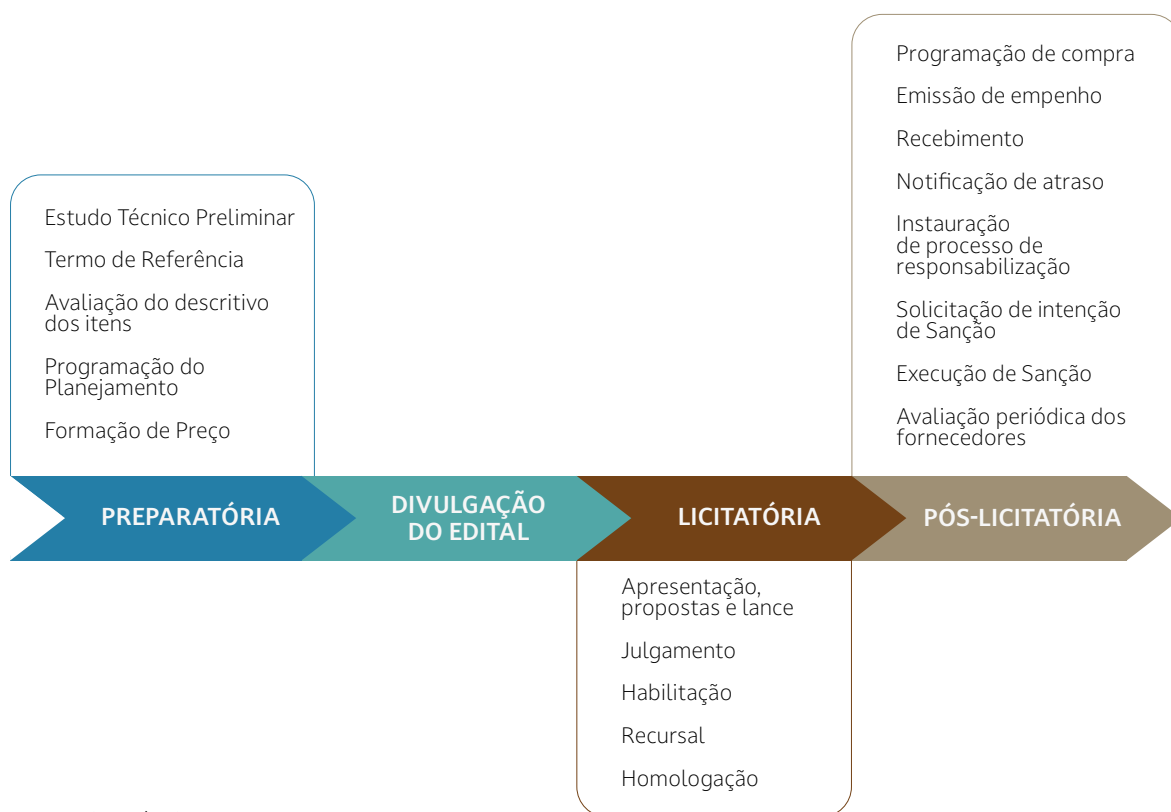 Estudo Técnico Preliminar
Termo de Referência
Avaliação do descritivo
dos itens
Programação do
Planejamento
Formação de Preço
PREPARATÓRIA
DIVULGAÇÃO
DO EDITAL
LICITATÓRIA
Apresentação,
propostas e lance
Julgamento
Habilitação
Recursal
Homologação
PÓS-LICITATÓRIA
Programação de compra
Emissão de empenho
Recebimento
Notificação de atraso
Instauração
de processo de
responsabilização
Solicitação de intenção
de Sanção
Execução de Sanção
Avaliação periódica dos
fornecedores